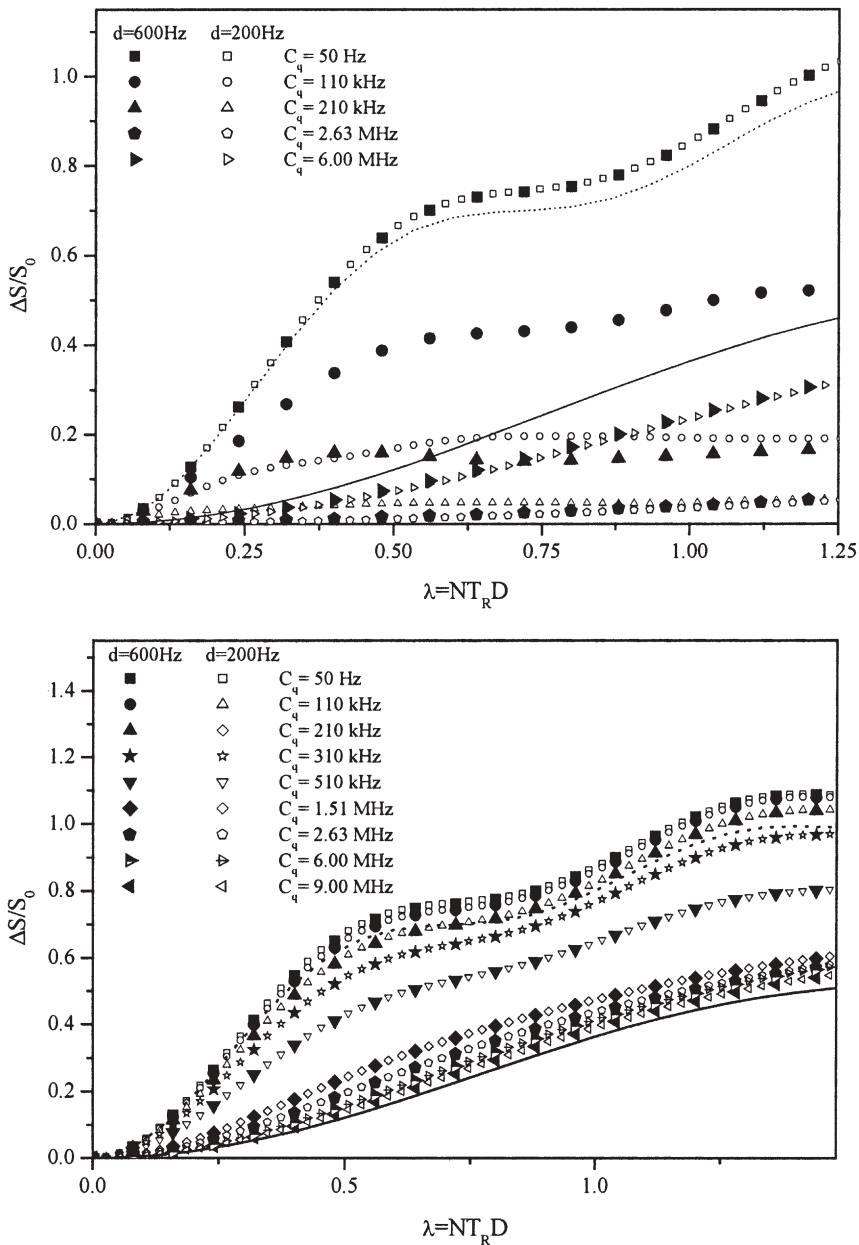 d=600Hz d=200Hz
C_q = 50 Hz
C_q = 110 kHz
C_q = 210 kHz
C_q = 2.63 MHz
C_q = 6.00 MHz
1.0
0.8
0.6
0.4
0.2
0.0
ΔS/S₀
0.00 0.25 0.50 0.75 1.00 1.25
λ=NT_RD
d=600Hz d=200Hz
C_q = 50 Hz
C_q = 110 kHz
C_q = 210 kHz
C_q = 310 kHz
C_q = 510 kHz
C_q = 1.51 MHz
C_q = 2.63 MHz
C_q = 6.00 MHz
C_q = 9.00 MHz
1.4
1.2
1.0
0.8
0.6
0.4
0.2
0.0
ΔS/S₀
0.0 0.5 1.0
λ=NT_RD